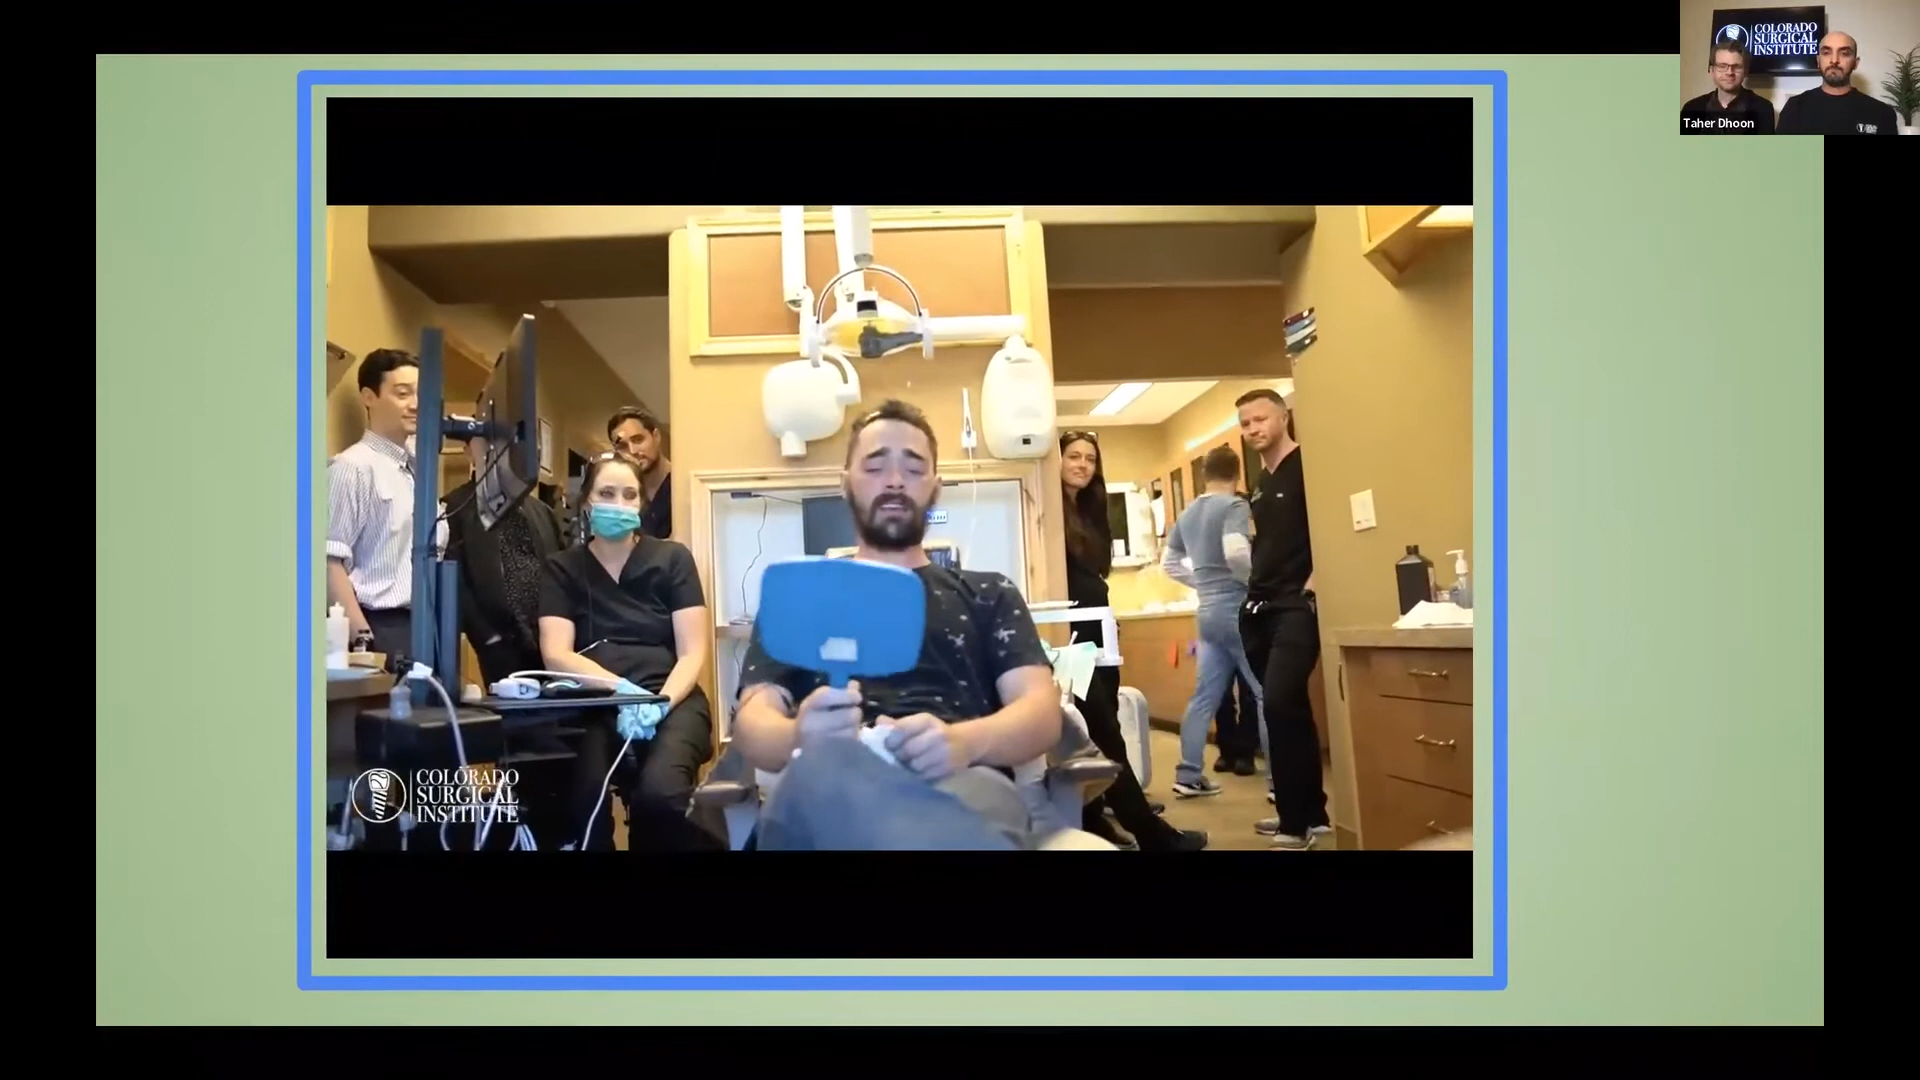 COLORADO
SURGICAL
INSTITUTE
Taher Dhoon
COLORADO
SURGICAL
INSTITUTE